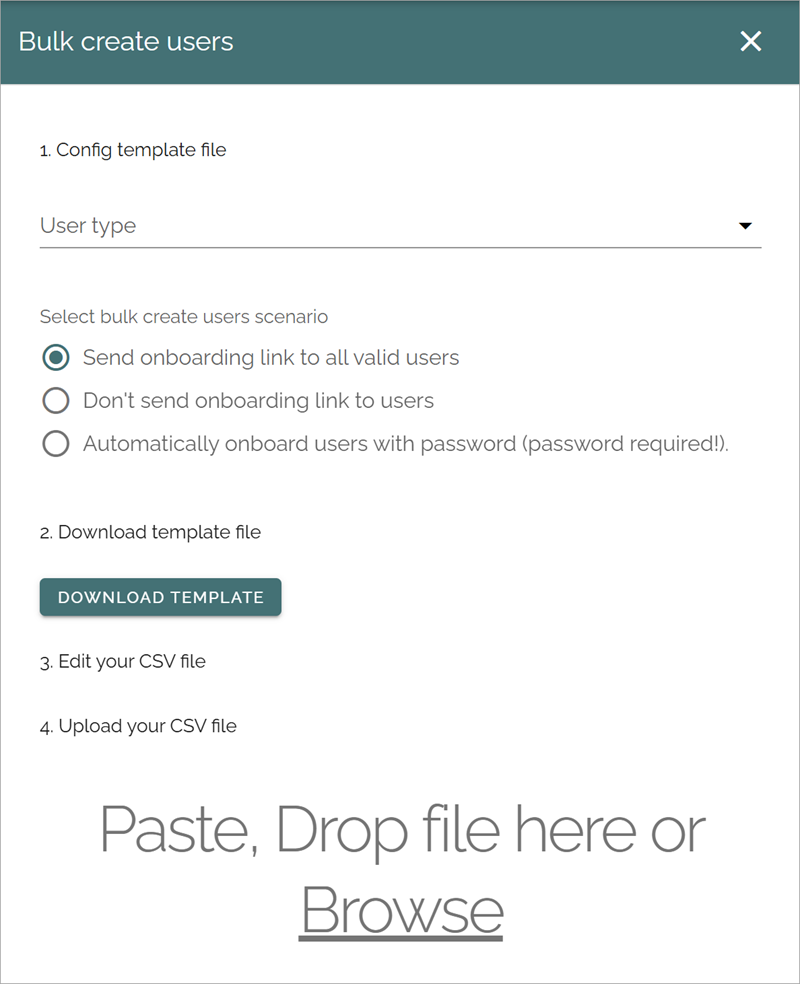 Bulk create users
1. Config template file
User type
Select bulk create users scenario
Send onboarding link to all valid users
Don't send onboarding link to users
Automatically onboard users with password (password required!).
2. Download template file
DOWNLOAD TEMPLATE
3. Edit your CSV file
4. Upload your CSV file
Paste, Drop file here or
Browse